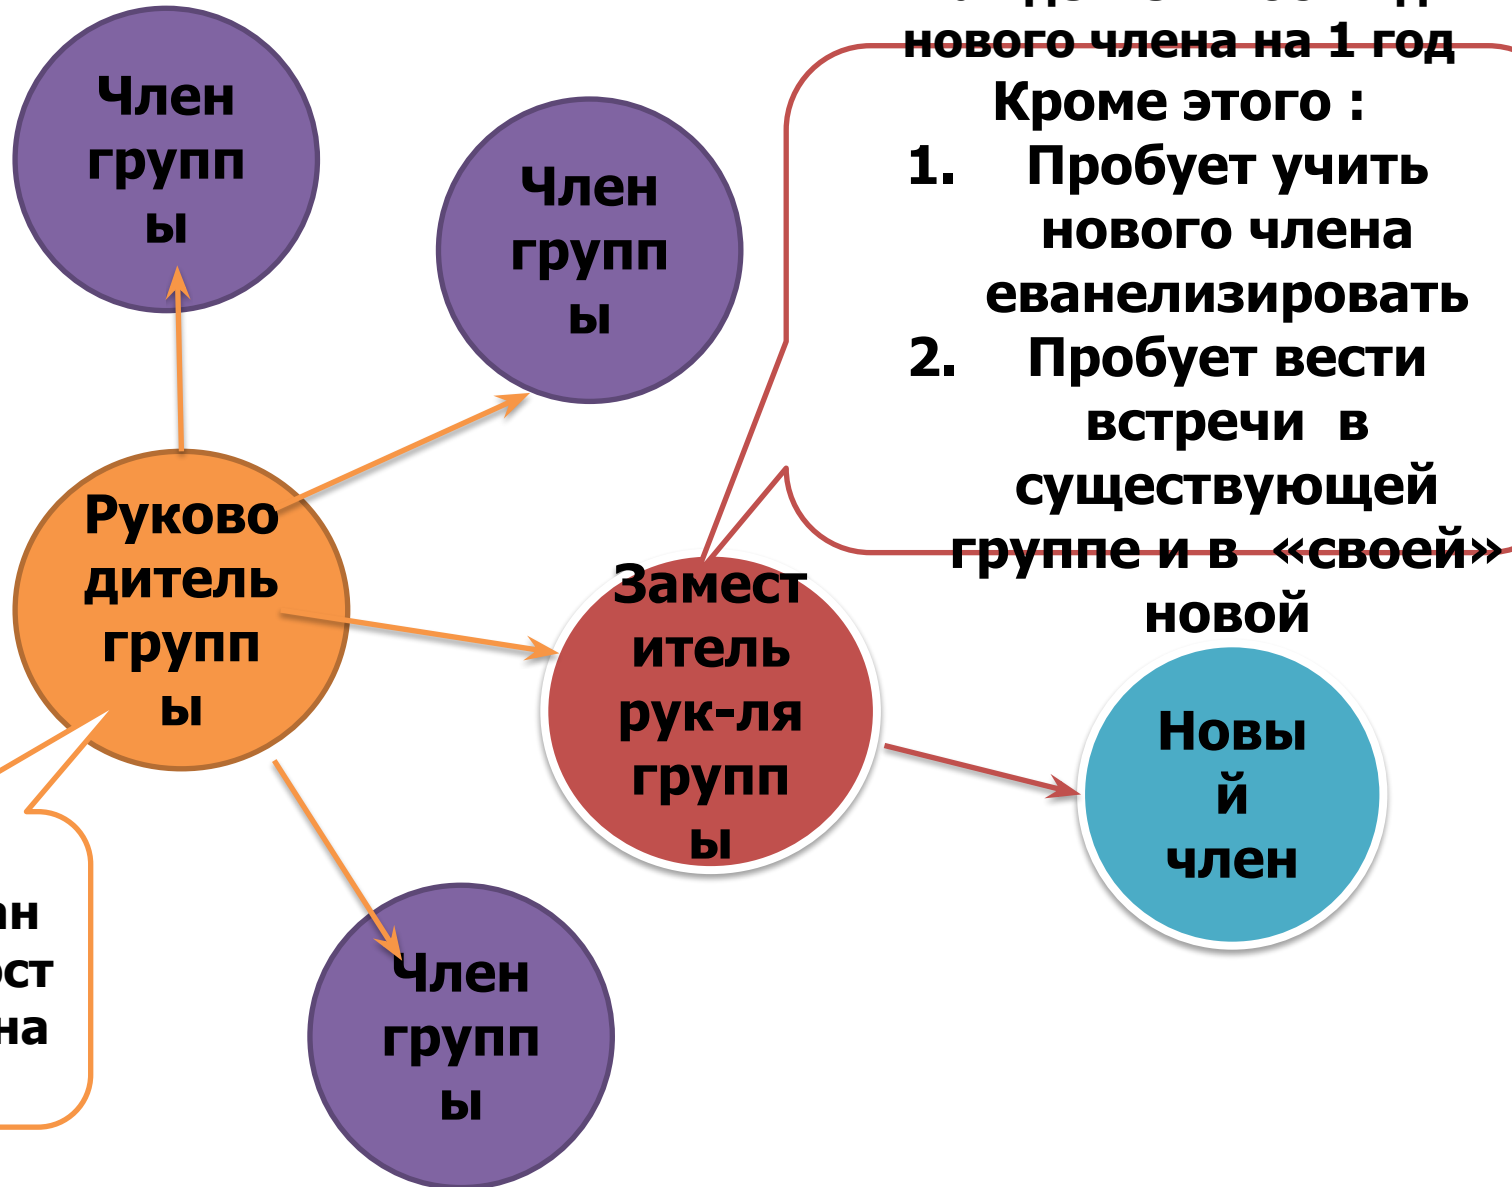 Член
групп
ы
Член
групп
ы
нового члена на 1 год
Кроме этого :
1. Пробует учить
нового члена
еванелизировать
2. Пробует вести
встречи в
существующей
группе и в «своей»
новой
Руково
дитель
групп
ы
Замест
итель
рук-ля
групп
ы
Новы
й
член
Член
групп
ы